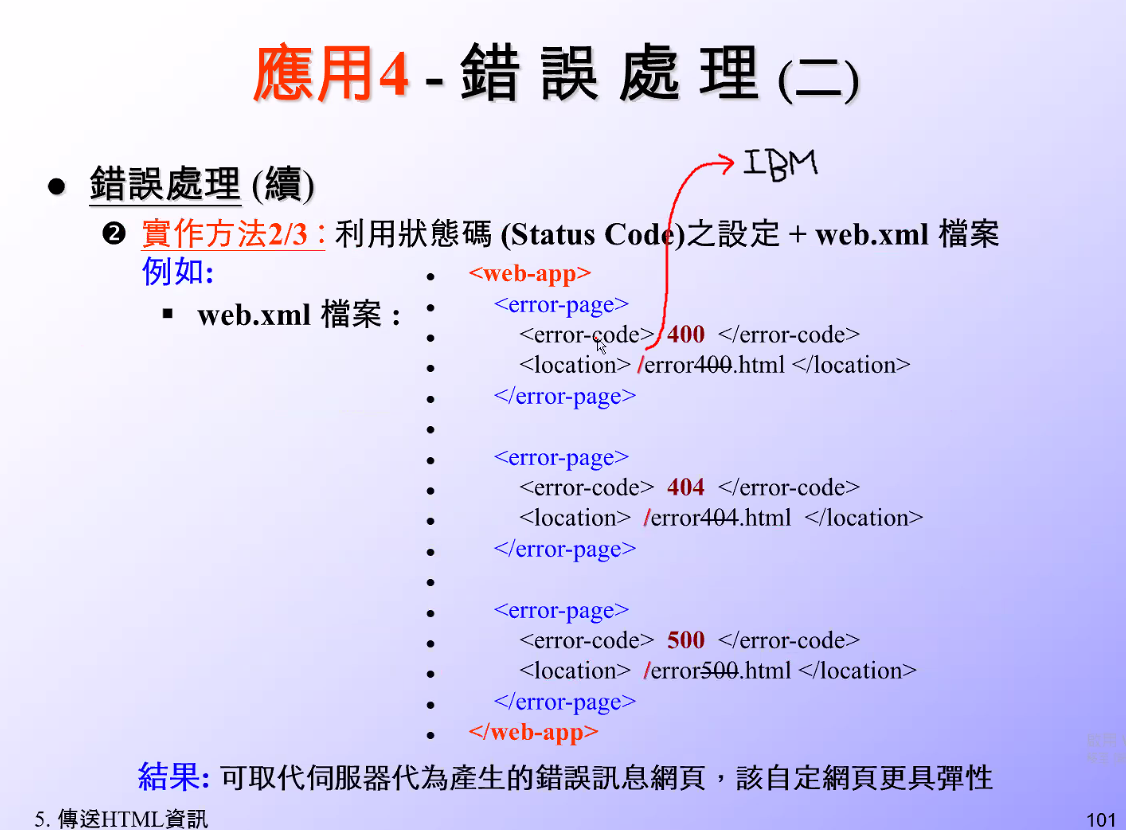 應用4 - 錯 誤 處 理 (二)
IBM
● 錯誤處理 (續)
❷ 實作方法2/3 : 利用狀態碼 (Status Code)之設定 + web.xml 檔案
例如:
▪ web.xml 檔案 :
● <web-app>
● <error-page>
● <error-code> 400 </error-code>
● <location> /error400.html </location>
● </error-page>
●
● <error-page>
● <error-code> 404 </error-code>
● <location> /error404.html </location>
● </error-page>
●
● <error-page>
● <error-code> 500 </error-code>
● <location> /error500.html </location>
● </error-page>
● </web-app>
結果: 可取代伺服器代為產生的錯誤訊息網頁，該自定網頁更具彈性
5. 傳送HTML資訊
101